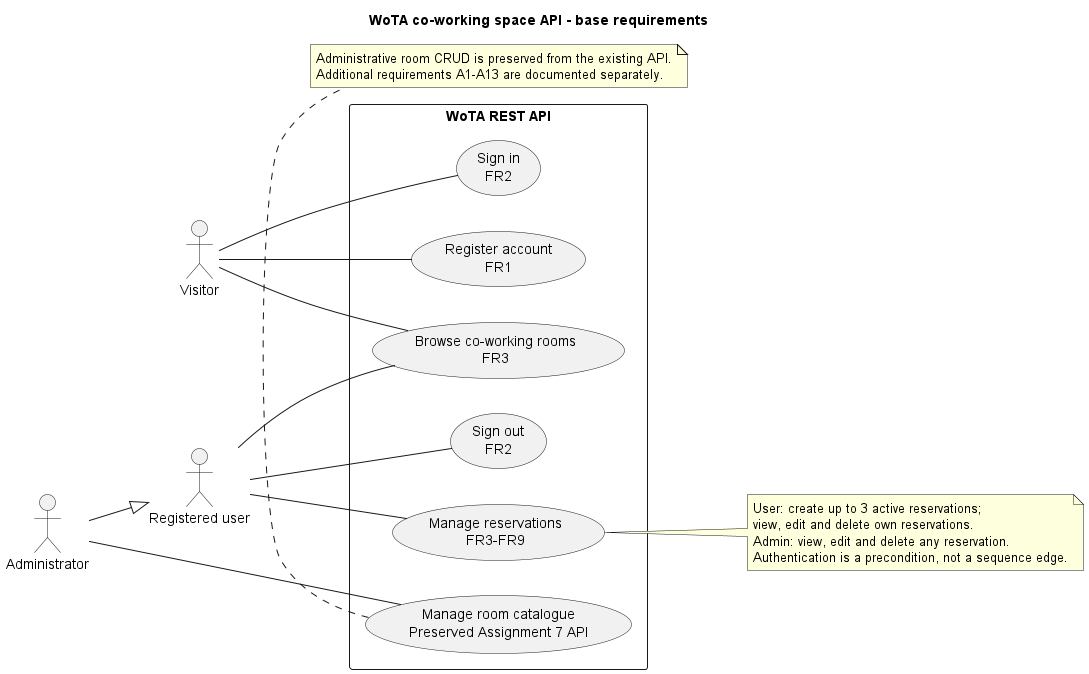 WoTA co-working space API - base requirements
Administrative room CRUD is preserved from the existing API.
Additional requirements A1-A13 are documented separately.
WoTA REST API
Sign in
FR2
Register account
FR1
Visitor
Browse co-working rooms
FR3
Sign out
FR2
Registered user
Manage reservations
FR3-FR9
User: create up to 3 active reservations;
view, edit and delete own reservations.
Admin: view, edit and delete any reservation.
Authentication is a precondition, not a sequence edge.
Administrator
Manage room catalogue
Preserved Assignment 7 API